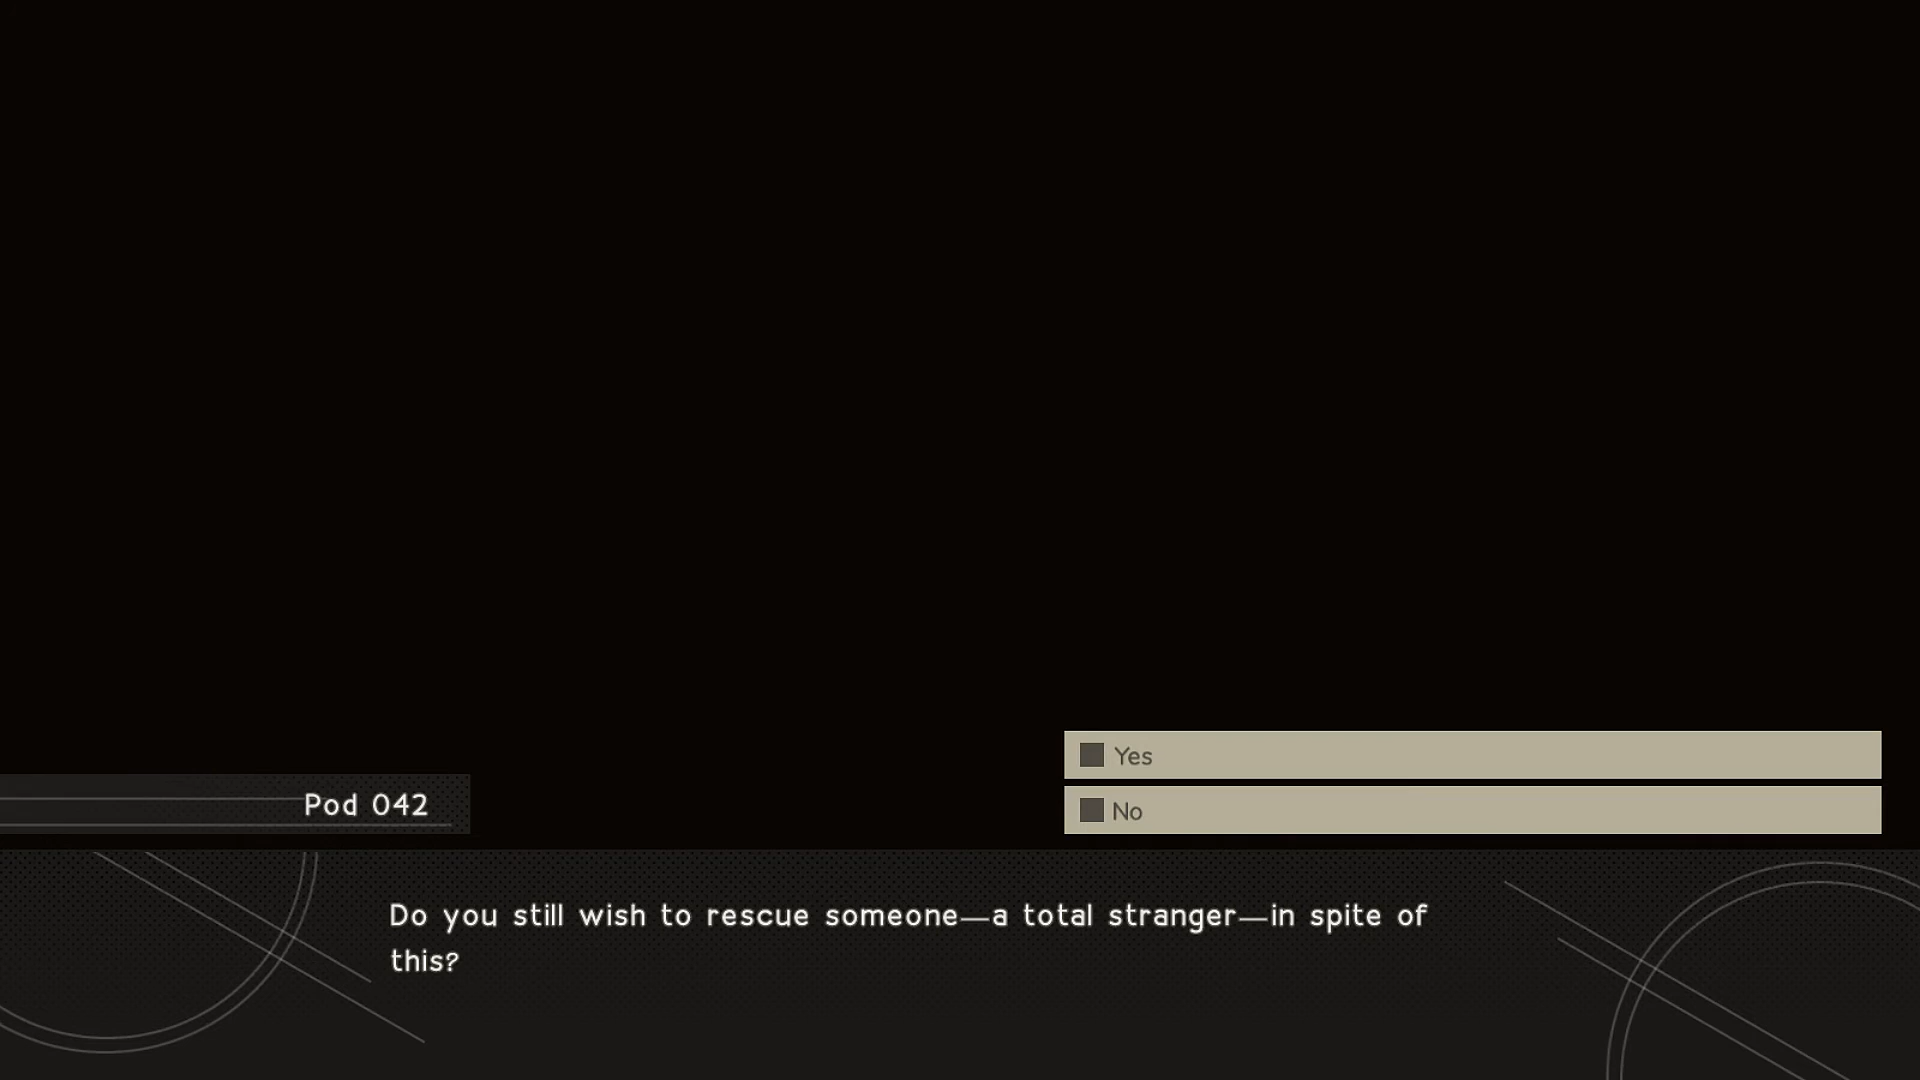 Yes
No
Pod 042
Do you still wish to rescue someone—a total stranger—in spite of
this?